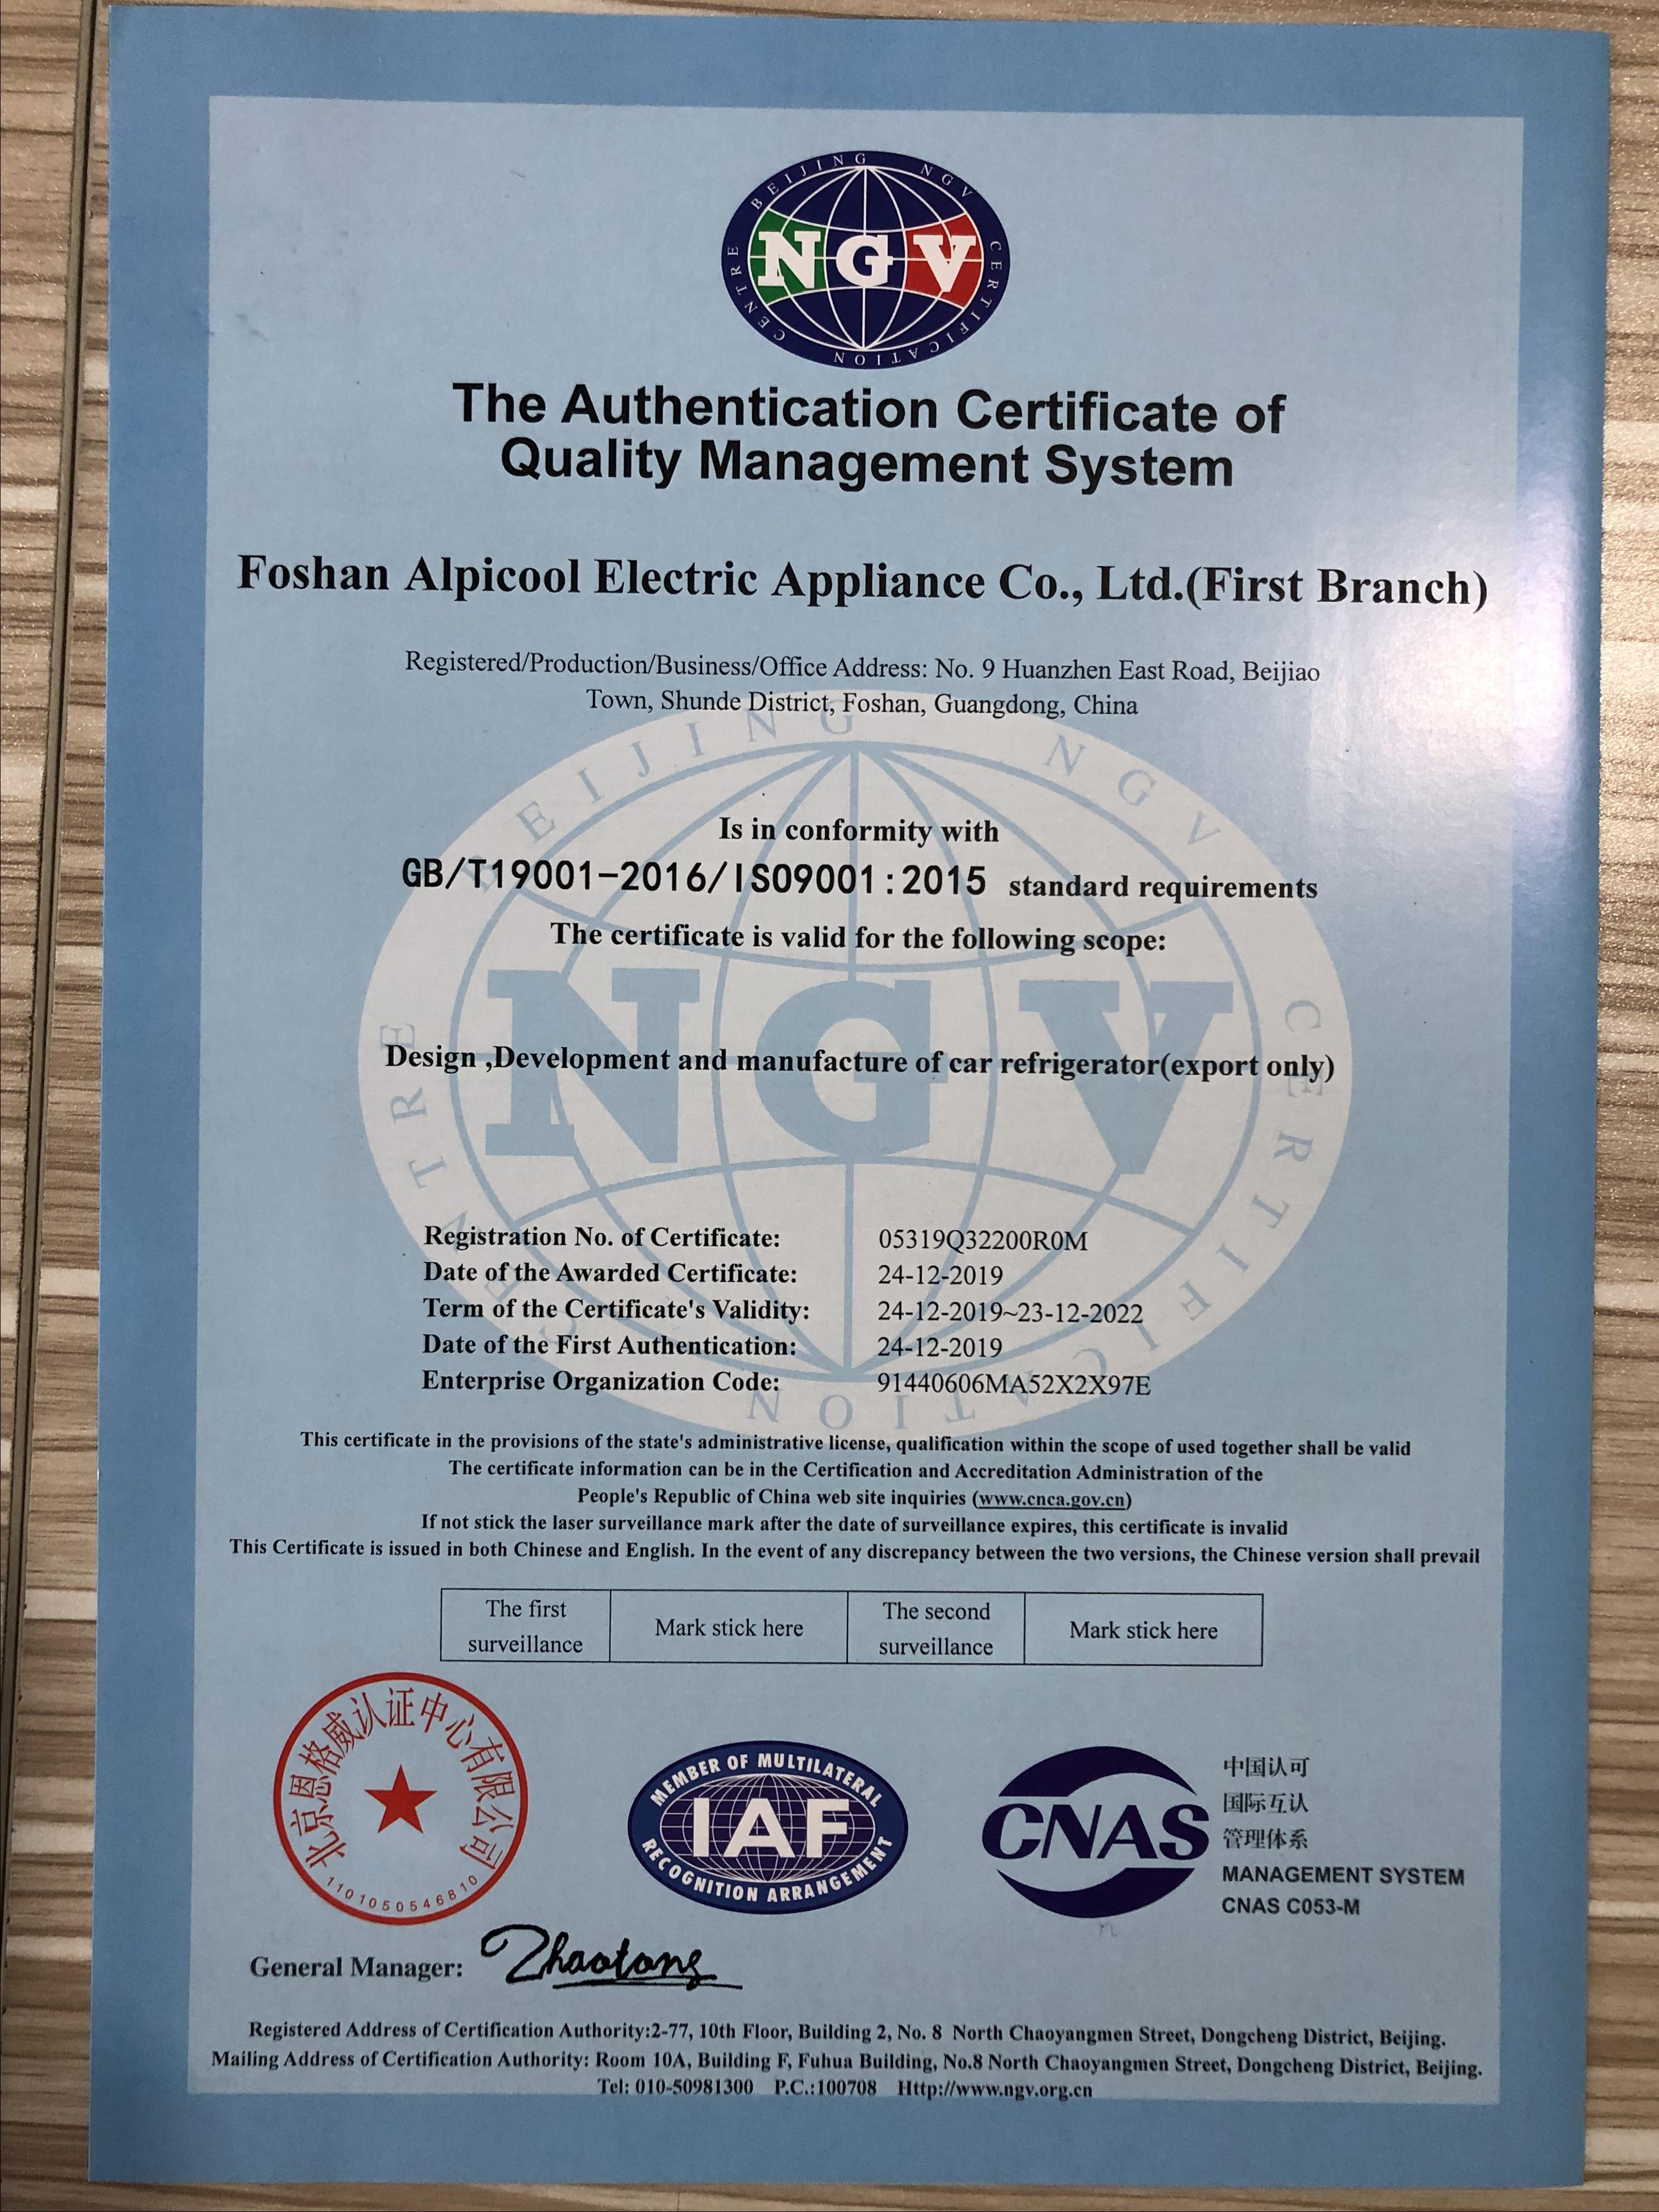 BEIJING NGV CERTIFICATION CENTRE
NGV
The Authentication Certificate of
Quality Management System
Foshan Alpicool Electric Appliance Co., Ltd.(First Branch)
Registered/Production/Business/Office Address: No. 9 Huanzhen East Road, Beijiao
Town, Shunde District, Foshan, Guangdong, China
BEIJING NGV CERTIFICATION CENTRE
Is in conformity with
GB/T19001-2016/ISO9001:2015 standard requirements
The certificate is valid for the following scope:
NGV
Design ,Development and manufacture of car refrigerator(export only)
Registration No. of Certificate: 05319Q32200R0M
Date of the Awarded Certificate: 24-12-2019
Term of the Certificate's Validity: 24-12-2019~23-12-2022
Date of the First Authentication: 24-12-2019
Enterprise Organization Code: 91440606MA52X2X97E
This certificate in the provisions of the state's administrative license, qualification within the scope of used together shall be valid
The certificate information can be in the Certification and Accreditation Administration of the
People's Republic of China web site inquiries (www.cnca.gov.cn)
If not stick the laser surveillance mark after the date of surveillance expires, this certificate is invalid
This Certificate is issued in both Chinese and English. In the event of any discrepancy between the two versions, the Chinese version shall prevail
The first
surveillance
Mark stick here
The second
surveillance
Mark stick here
北京恩格威认证中心有限公司
1101050546810
MEMBER OF MULTILATERAL
IAF
RECOGNITION ARRANGEMENT
CNAS
中国认可
国际互认
管理体系
MANAGEMENT SYSTEM
CNAS C053-M
General Manager: Zhaotong
Registered Address of Certification Authority:2-77, 10th Floor, Building 2, No. 8 North Chaoyangmen Street, Dongcheng District, Beijing.
Mailing Address of Certification Authority: Room 10A, Building F, Fuhua Building, No.8 North Chaoyangmen Street, Dongcheng District, Beijing.
Tel: 010-50981300 P.C.:100708 Http://www.ngv.org.cn